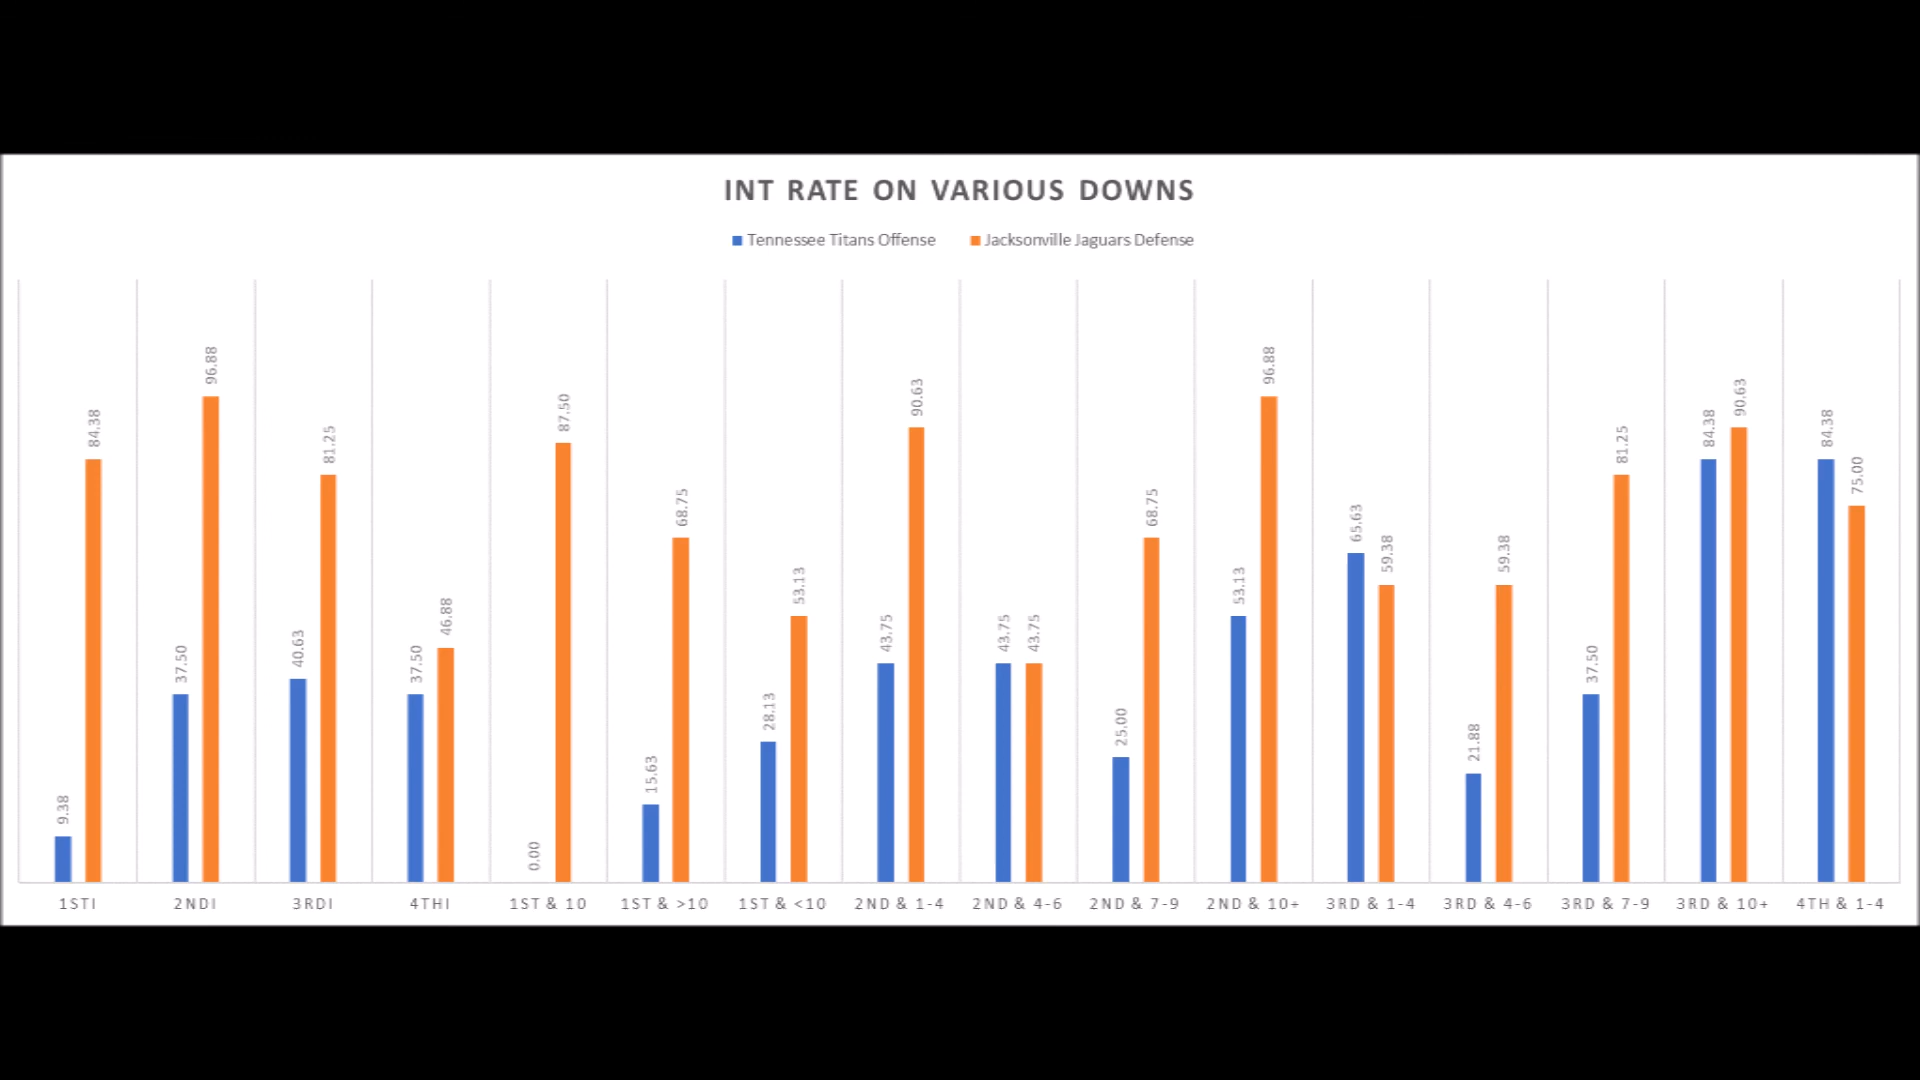 INT RATE ON VARIOUS DOWNS
Tennessee Titans Offense Jacksonville Jaguars Defense
9.38 84.38 37.50 96.88 40.63 81.25 37.50 46.88 0.00 87.50 15.63 68.75 28.13 53.13 43.75 90.63 43.75 43.75 25.00 68.75 53.13 96.88 65.63 59.38 21.88 59.38 37.50 81.25 84.38 90.63 84.38 75.00
1STI 2NDI 3RDI 4THI 1ST & 10 1ST & >10 1ST & <10 2ND & 1-4 2ND & 4-6 2ND & 7-9 2ND & 10+ 3RD & 1-4 3RD & 4-6 3RD & 7-9 3RD & 10+ 4TH & 1-4